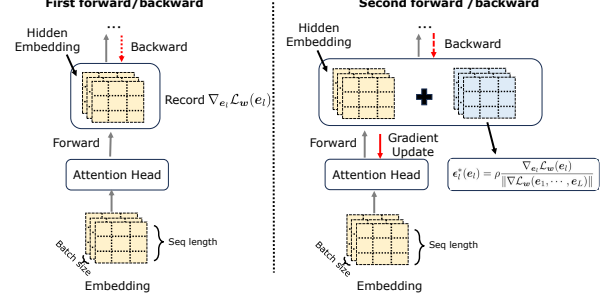 First forward/backward
...
Hidden
Embedding
Backward
Record ∇_{e_l} L_w(e_l)
Forward
Attention Head
Seq length
Batch size
Embedding
Second forward /backward
...
Hidden
Embedding
Backward
Forward
Gradient
Update
Attention Head
ϵ_l^*(e_l) = ρ ∇_{e_l} L_w(e_l) / ‖∇L_w(e_1, ⋯ , e_L)‖
Seq length
Batch size
Embedding